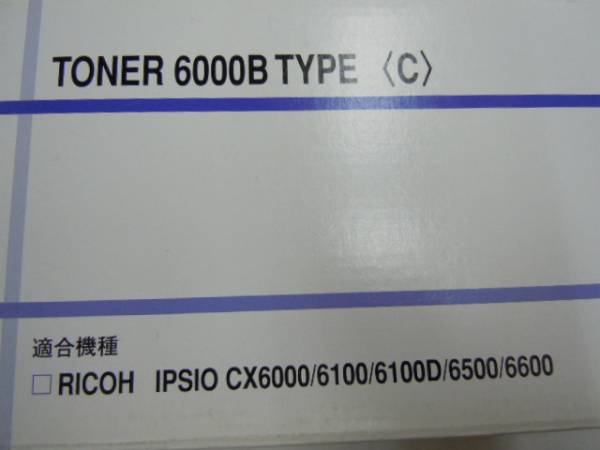 TONER 6000B TYPE 〈C〉
適合機種
□ RICOH IPSIO CX6000/6100/6100D/6500/6600